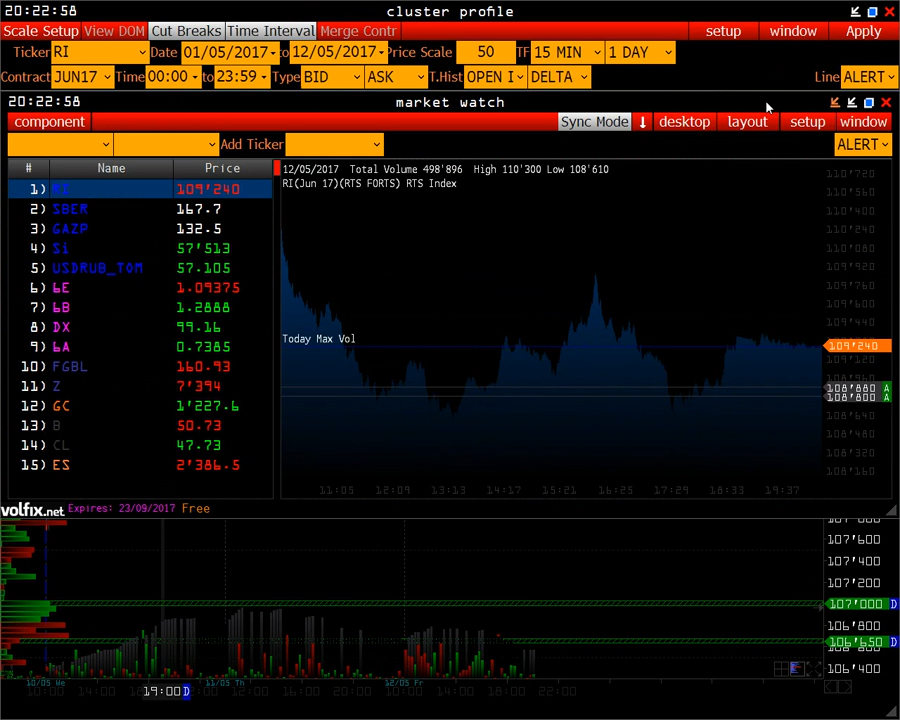 20:22:58 cluster profile
Scale Setup View DOM Cut Breaks Time Interval Merge Contr setup window Apply
Ticker RI Date 01/05/2017 to 12/05/2017 Price Scale 50 TF 15 MIN 1 DAY
Contract JUN17 Time 00:00 to 23:59 Type BID ASK T.Hist OPEN I DELTA Line ALERT
20:22:58 market watch
component Sync Mode desktop layout setup window
Add Ticker ALERT
# Name Price
1) RI 109'240
2) SBER 167.7
3) GAZP 132.5
4) Si 57'513
5) USDRUB_TOM 57.105
6) 6E 1.09375
7) 6B 1.2888
8) DX 99.16
9) 6A 0.7385
10) FGBL 160.93
11) Z 7'394
12) GC 1'227.6
13) B 50.73
14) CL 47.73
15) ES 2'386.5
12/05/2017 Total Volume 498'896 High 110'300 Low 108'610
RI(Jun 17)(RTS FORTS) RTS Index
Today Max Vol
110'720
110'560
110'400
110'240
110'080
109'920
109'760
109'600
109'440
109'240
109'120
108'960
108'880 A
108'800 A
108'640
108'480
108'320
108'160
11:05 12:09 13:13 14:17 15:21 16:25 17:29 18:33 19:37
volfix.net Expires: 23/09/2017 Free
107'600
107'400
107'200
107'000 D
106'800
106'650 D
106'400
10/05 We 11/05 Th 12/05 Fr
10:00 14:00 19:00 D 12:00 16:00 20:00 10:00 14:00 18:00 22:00